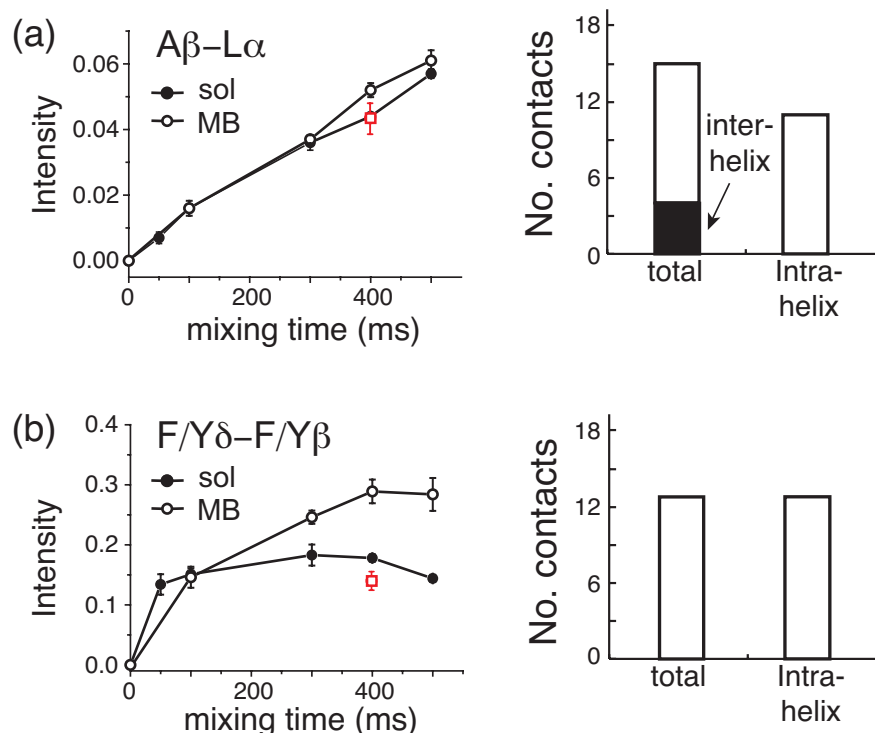 (a)
Aβ–Lα
sol
MB
Intensity
0.06
0.04
0.02
0.00
0 200 400
mixing time (ms)
No. contacts
18
12
6
0
inter-
helix
total
Intra-
helix
(b)
F/Yδ–F/Yβ
sol
MB
Intensity
0.4
0.3
0.2
0.1
0.0
0 200 400
mixing time (ms)
No. contacts
18
12
6
0
total
Intra-
helix